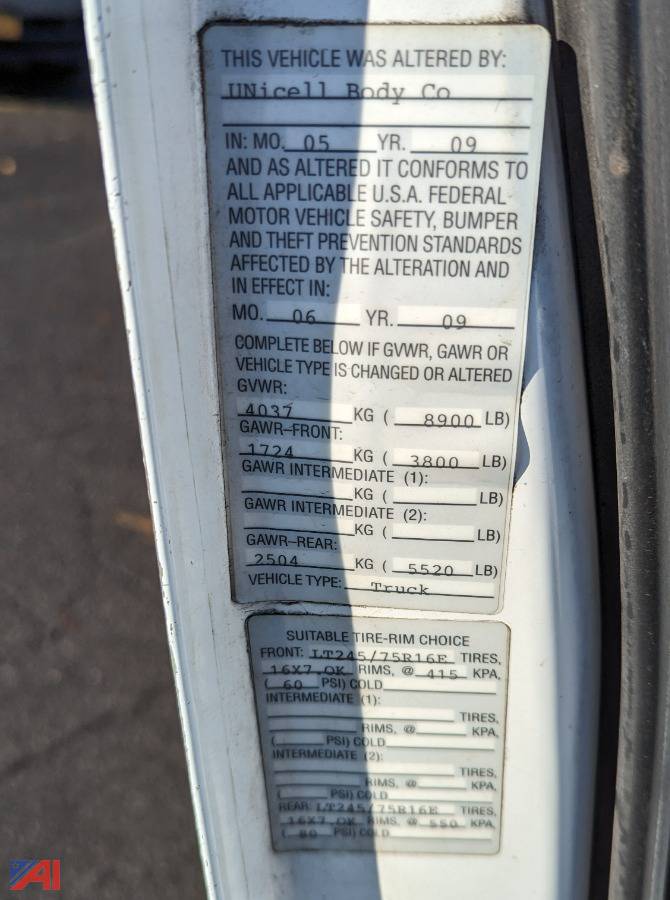 THIS VEHICLE WAS ALTERED BY:
UNicell Body Co
IN: MO. 05 YR. 09
AND AS ALTERED IT CONFORMS TO
ALL APPLICABLE U.S.A. FEDERAL
MOTOR VEHICLE SAFETY, BUMPER
AND THEFT PREVENTION STANDARDS
AFFECTED BY THE ALTERATION AND
IN EFFECT IN:
MO. 06 YR. 09
COMPLETE BELOW IF GVWR, GAWR OR
VEHICLE TYPE IS CHANGED OR ALTERED
GVWR:
4037 KG ( 8900 LB)
GAWR–FRONT:
1724 KG ( 3800 LB)
GAWR INTERMEDIATE (1):
KG ( LB)
GAWR INTERMEDIATE (2):
KG ( LB)
GAWR–REAR:
2504 KG ( 5520 LB)
VEHICLE TYPE: Truck
SUITABLE TIRE-RIM CHOICE
FRONT: LT245/75R16E TIRES,
16X7.0K RIMS, @ 415 KPA,
( 60 PSI) COLD
INTERMEDIATE (1):
TIRES,
RIMS, @ KPA,
( PSI) COLD
INTERMEDIATE (2):
TIRES,
RIMS, @ KPA,
( PSI) COLD
REAR: LT245/75R16E TIRES,
16X7.0K RIMS, @ 550 KPA,
( 80 PSI) COLD
AI